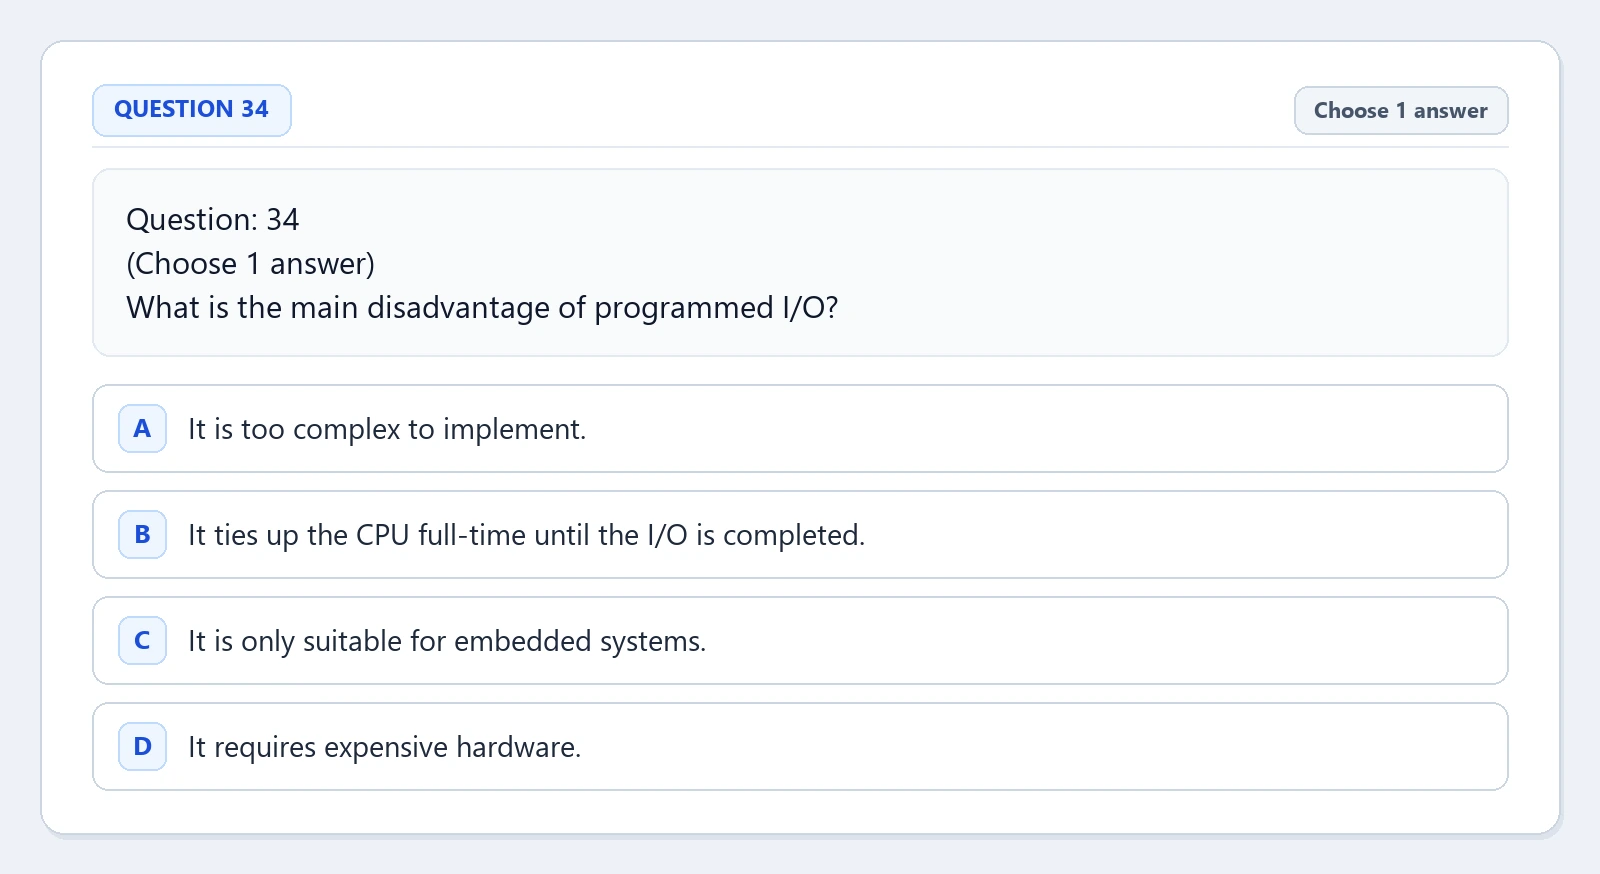 QUESTION 34
Choose 1 answer
Question: 34
(Choose 1 answer)
What is the main disadvantage of programmed I/O?
A It is too complex to implement.
B It ties up the CPU full-time until the I/O is completed.
C It is only suitable for embedded systems.
D It requires expensive hardware.